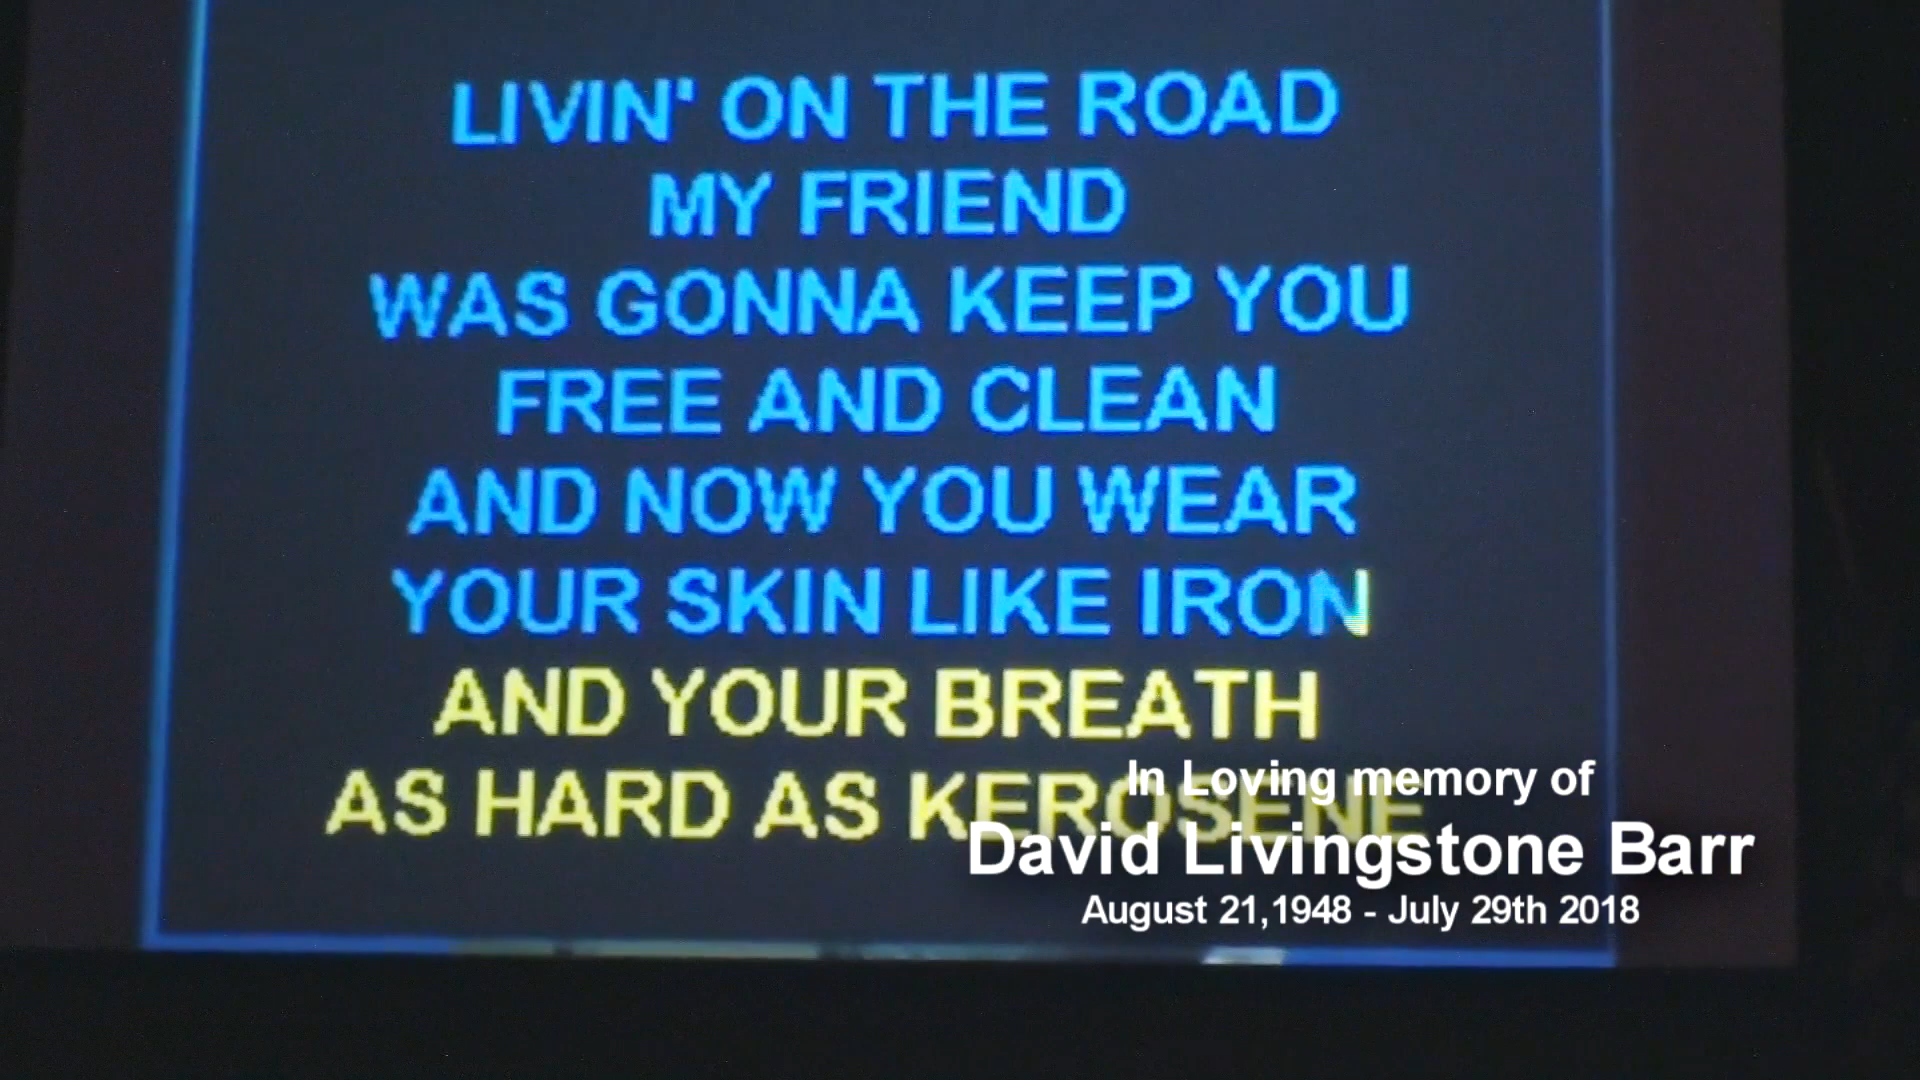 LIVIN' ON THE ROAD
MY FRIEND
WAS GONNA KEEP YOU
FREE AND CLEAN
AND NOW YOU WEAR
YOUR SKIN LIKE IRON
AND YOUR BREATH
AS HARD AS KEROSENE
In Loving memory of
David Livingstone Barr
August 21,1948 - July 29th 2018